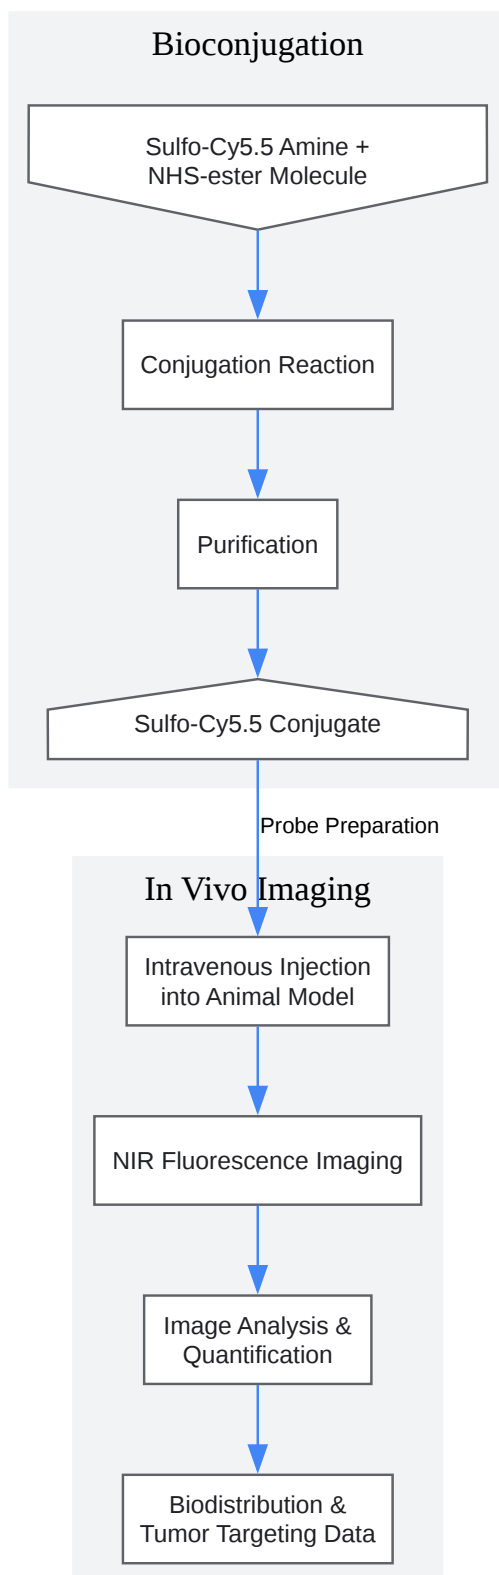 Bioconjugation
Sulfo-Cy5.5 Amine +
NHS-ester Molecule
Conjugation Reaction
Purification
Sulfo-Cy5.5 Conjugate
Probe Preparation
In Vivo Imaging
Intravenous Injection
into Animal Model
NIR Fluorescence Imaging
Image Analysis &
Quantification
Biodistribution &
Tumor Targeting Data